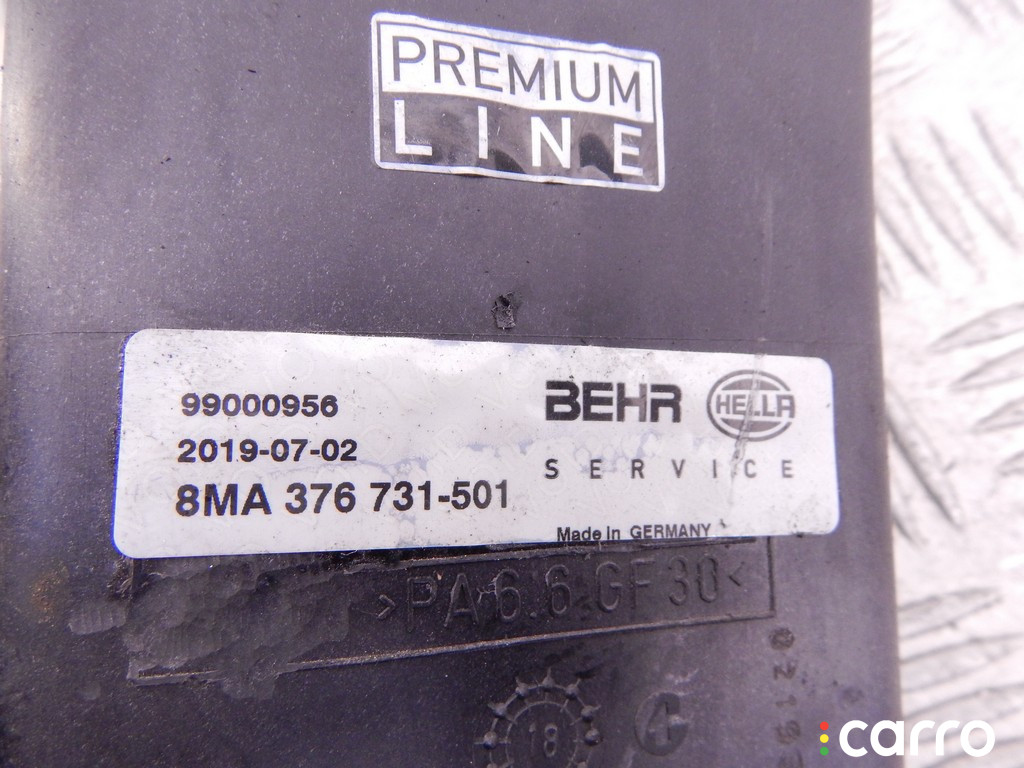 PREMIUM
LINE
99000956
2019-07-02
8MA 376 731-501
BEHR HELLA
SERVICE
Made in GERMANY
>PA6.6.GF30<
18
4
carro